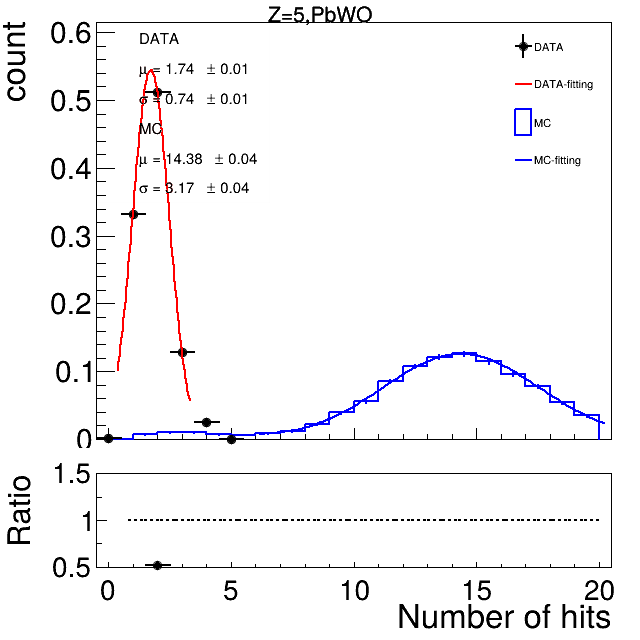 Z=5,PbWO
count
0.6
0.5
0.4
0.3
0.2
0.1
0
DATA
μ = 1.74 ± 0.01
σ = 0.74 ± 0.01
MC
μ = 14.38 ± 0.04
σ = 3.17 ± 0.04
DATA
DATA-fitting
MC
MC-fitting
Ratio
1.5
1
0.5
0 5 10 15 20
Number of hits